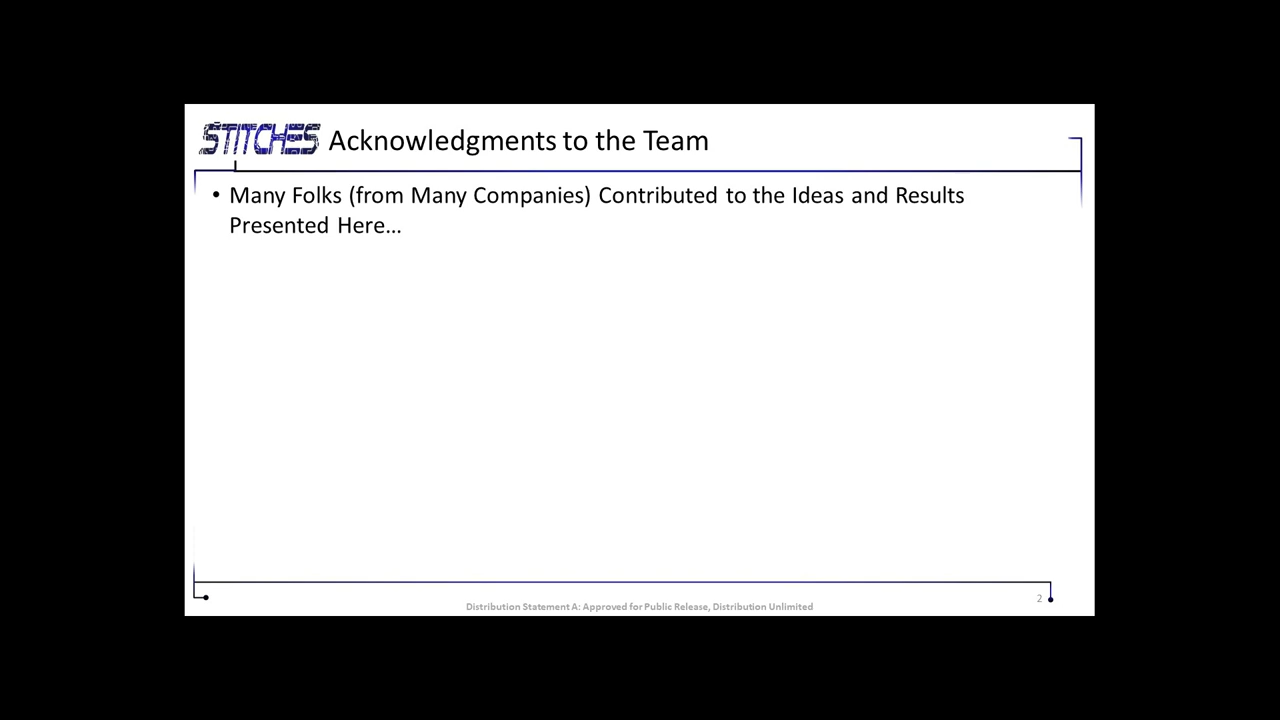 STITCHES Acknowledgments to the Team
• Many Folks (from Many Companies) Contributed to the Ideas and Results
Presented Here...
2
Distribution Statement A: Approved for Public Release, Distribution Unlimited